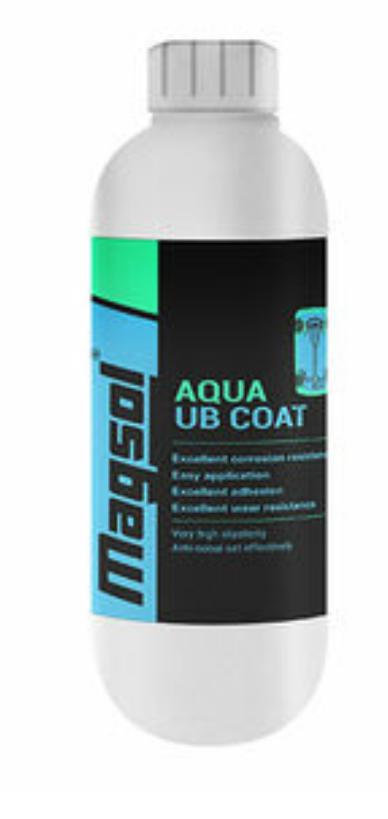 Magsol®
AQUA
UB COAT
Excellent corrosion resistance
Easy application
Excellent adhesion
Excellent wear resistance
Very high elasticity